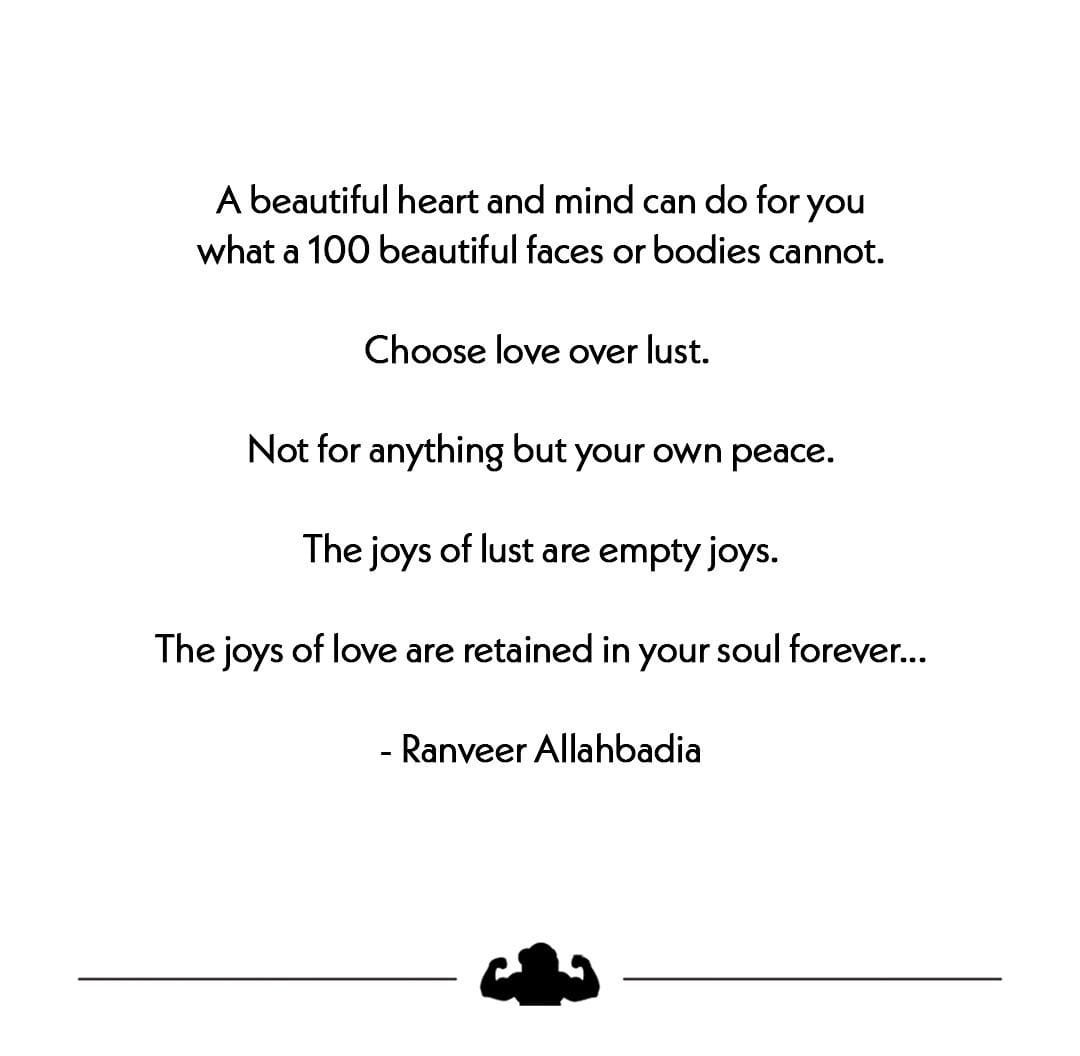 A beautiful heart and mind can do for you
what a 100 beautiful faces or bodies cannot.
Choose love over lust.
Not for anything but your own peace.
The joys of lust are empty joys.
The joys of love are retained in your soul forever...
- Ranveer Allahbadia